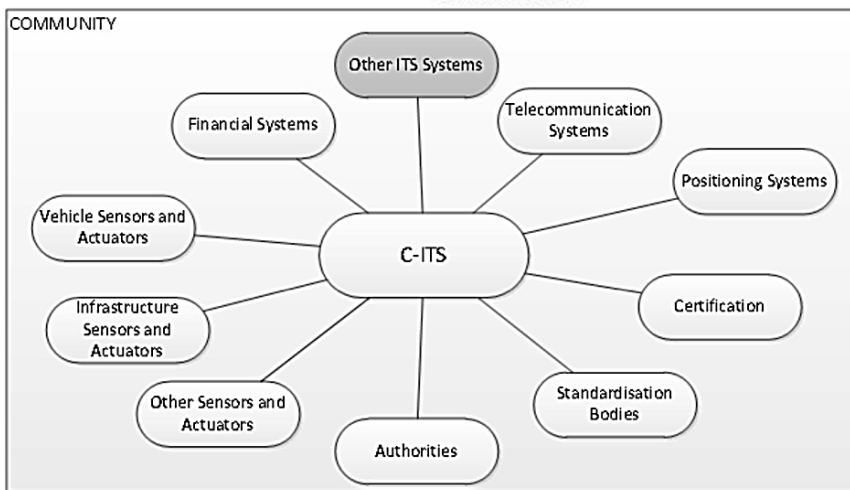 COMMUNITY
Other ITS Systems
Financial Systems
Telecommunication
Systems
Positioning Systems
Vehicle Sensors and
Actuators
C-ITS
Infrastructure
Sensors and
Actuators
Certification
Other Sensors and
Actuators
Standardisation
Bodies
Authorities